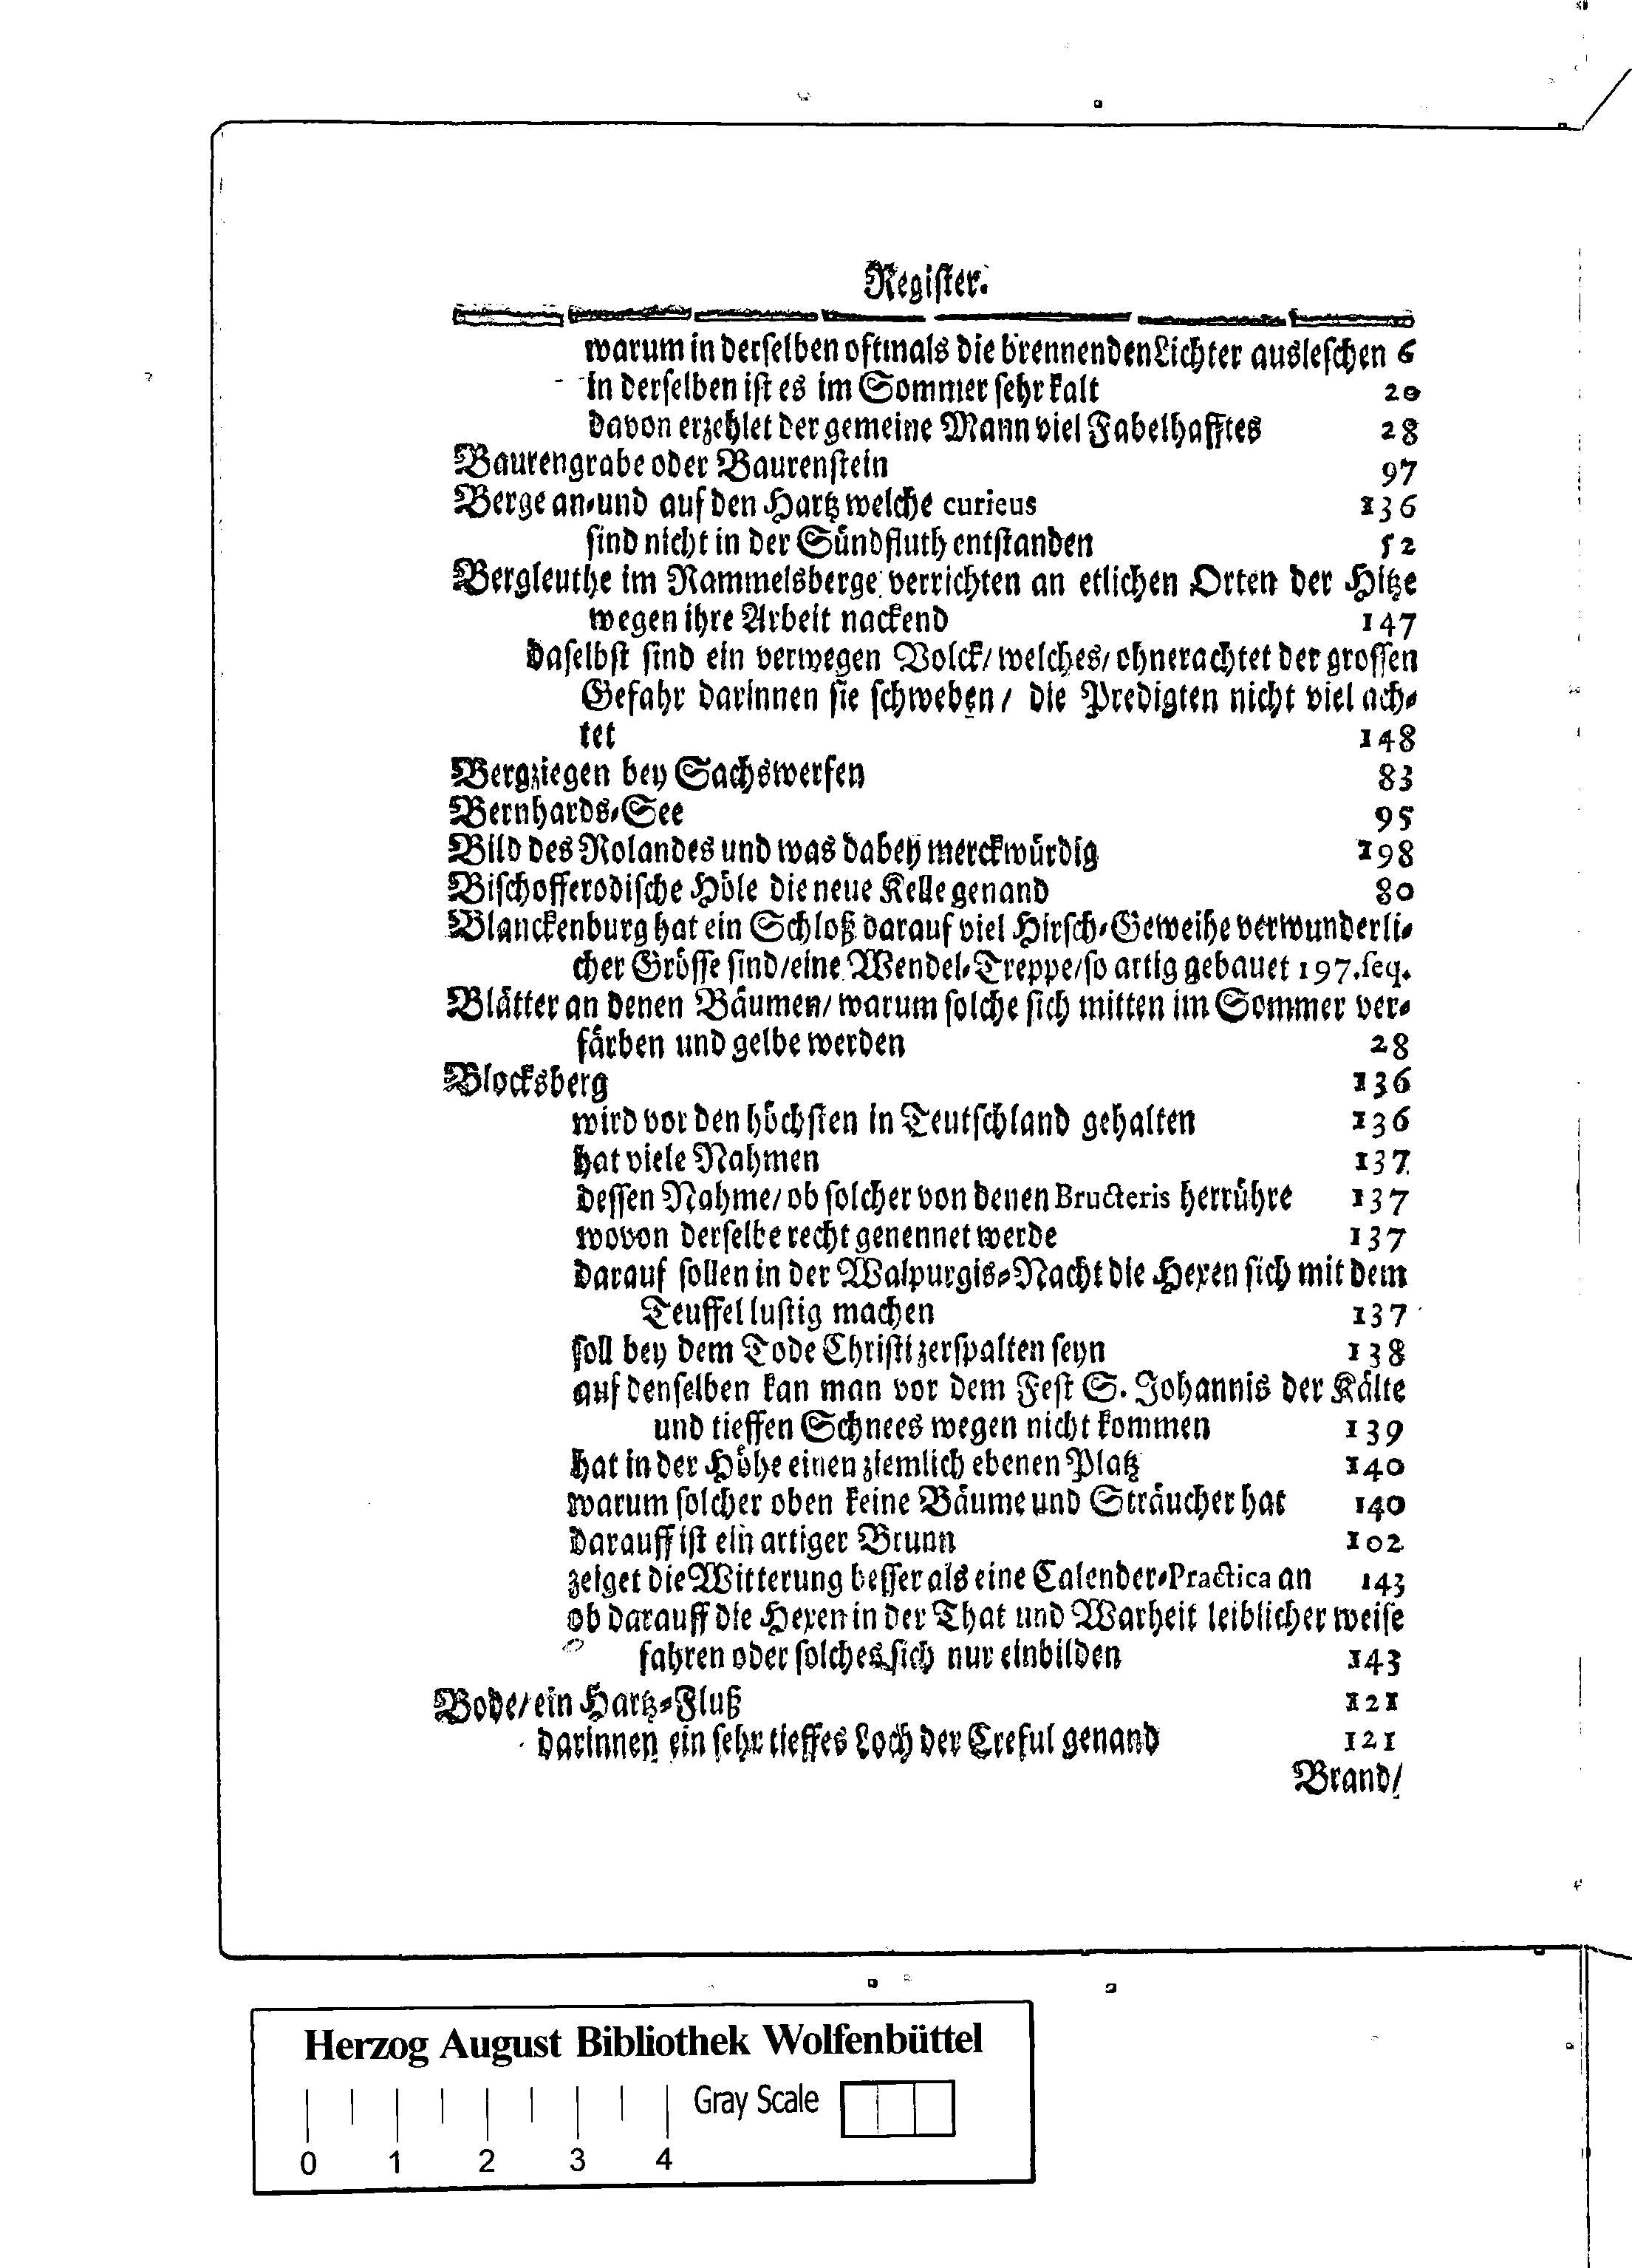 Register.
warum in derselben oftmals die brennenden Lichter ausleschen 6
in derselben ist es im Sommer sehr kalt 20
davon erzehlet der gemeine Mann viel Fabelhafftes 28
Baurengrabe oder Baurenstein 97
Berge an- und auf den Hartz welche curieus 136
sind nicht in der Sündfluth entstanden 52
Bergleuthe im Rammelsberge verrichten an etlichen Orten der Hitze
wegen ihre Arbeit nackend 147
daselbst sind ein verwegen Volck/ welches/ ohnerachtet der grossen
Gefahr darinnen sie schweben/ die Predigten nicht viel ach-
tet 148
Bergziegen bey Sachswerfen 83
Bernhards-See 95
Bild des Rolandes und was dabey merckwürdig 198
Bischofferodische Höle die neue Kelle genand 80
Blanckenburg hat ein Schloß darauf viel Hirsch-Geweihe verwunderli-
cher Grösse sind/ eine Wendel-Treppe/ so artig gebauet 197. seq.
Blätter an denen Bäumen/ warum solche sich mitten im Sommer ver-
färben und gelbe werden 28
Blocksberg 136
wird vor den höchsten in Teutschland gehalten 136
hat viele Nahmen 137
dessen Nahme/ ob solcher von denen Bructeris herrühre 137
wovon derselbe recht genennet werde 137
darauf sollen in der Walpurgis-Nacht die Hexen sich mit dem
Teuffel lustig machen 137
soll bey dem Tode Christi zerspalten seyn 138
auf denselben kan man vor dem Fest S. Johannis der Kälte
und tieffen Schnees wegen nicht kommen 139
hat in der Höhe einen ziemlich ebenen Platz 140
warum solcher oben keine Bäume und Sträucher hat 140
darauff ist ein artiger Brunn 102
zeiget die Witterung besser als eine Calender-Practica an 143
ob darauff die Hexen in der That und Warheit leiblicher weise
fahren oder solches sich nur einbilden 143
Bode/ ein Hartz-Fluß 121
darinnen ein sehr tieffes Loch der Creful genand 121
Brand/
Herzog August Bibliothek Wolfenbüttel
Gray Scale
0 1 2 3 4